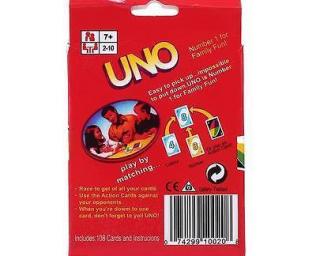 7+
2-10
UNO
Number 1 for
Family Fun!
Easy to pick up...impossible
to put down UNO is Number
1 for Family Fun!
play by
matching...
- Race to get of all your cards.
- Use the Action Cards against
your opponents.
- When you're down to one
card, don't forget to yell UNO!
Includes 108 Cards and Instructions
CE
74299 10020